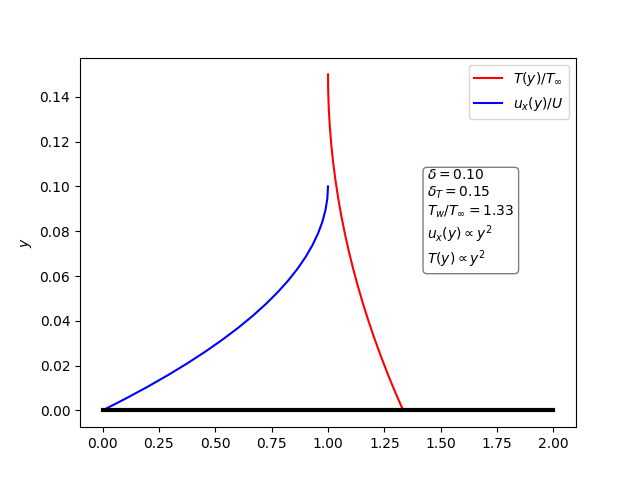 T(y)/T∞
u_x(y)/U
δ = 0.10
δ_T = 0.15
T_w/T∞ = 1.33
u_x(y) ∝ y²
T(y) ∝ y²
y
0.14
0.12
0.10
0.08
0.06
0.04
0.02
0.00
0.00 0.25 0.50 0.75 1.00 1.25 1.50 1.75 2.00